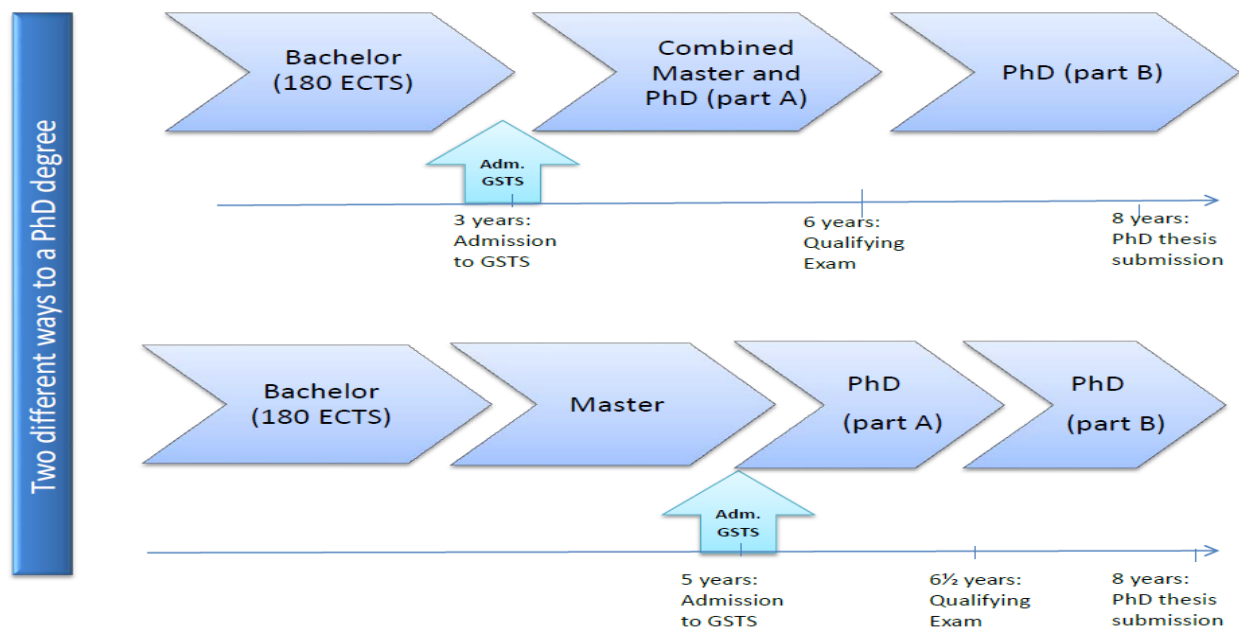 Two different ways to a PhD degree
Bachelor
(180 ECTS)
Combined
Master and
PhD (part A)
PhD (part B)
Adm.
GSTS
3 years:
Admission
to GSTS
6 years:
Qualifying
Exam
8 years:
PhD thesis
submission
Bachelor
(180 ECTS)
Master
PhD
(part A)
PhD
(part B)
Adm.
GSTS
5 years:
Admission
to GSTS
6½ years:
Qualifying
Exam
8 years:
PhD thesis
submission